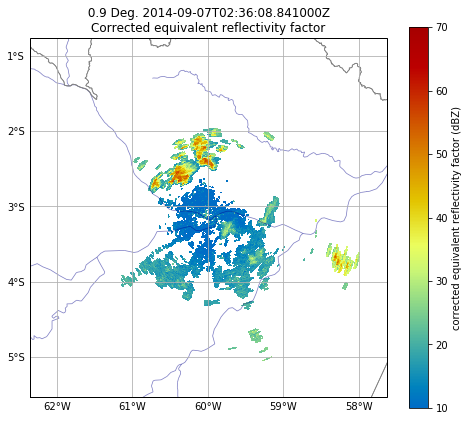 0.9 Deg. 2014-09-07T02:36:08.841000Z
Corrected equivalent reflectivity factor
1°S
2°S
3°S
4°S
5°S
62°W 61°W 60°W 59°W 58°W
70
60
50
40
30
20
10
corrected equivalent reflectivity factor (dBZ)